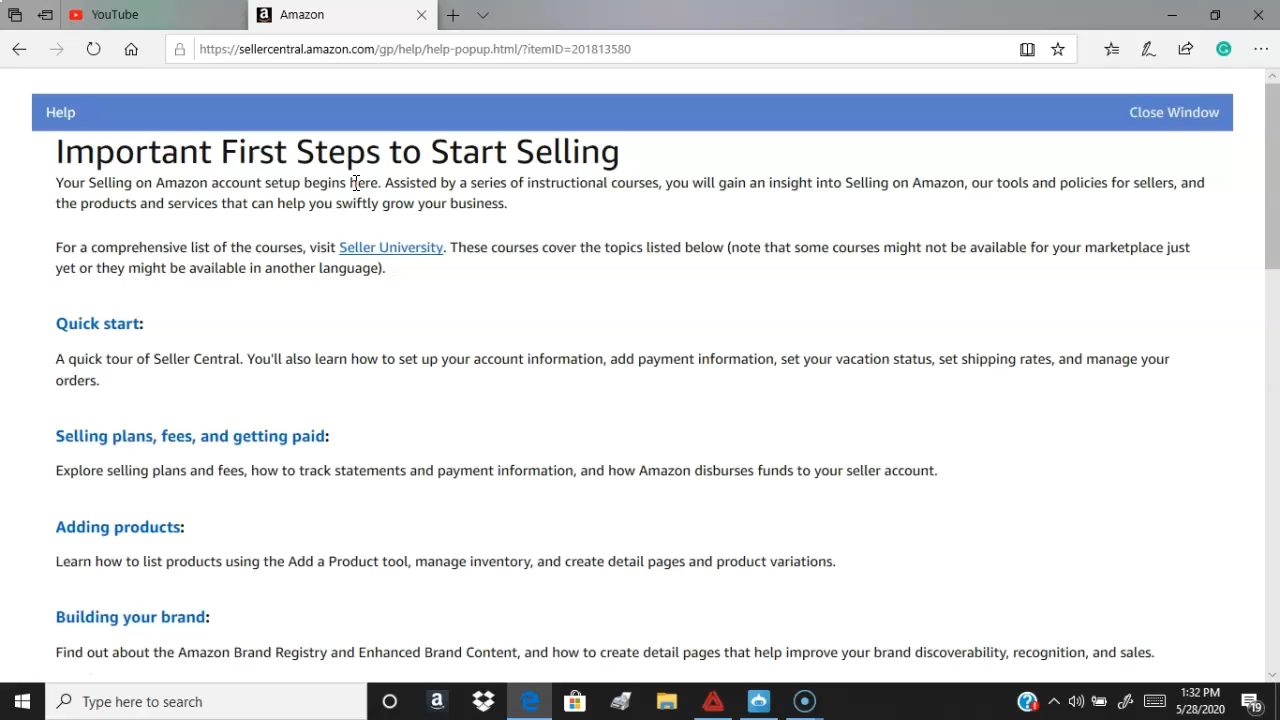 YouTube
Amazon
https://sellercentral.amazon.com/gp/help/help-popup.html/?itemID=201813580
Help
Close Window
Important First Steps to Start Selling
Your Selling on Amazon account setup begins here. Assisted by a series of instructional courses, you will gain an insight into Selling on Amazon, our tools and policies for sellers, and
the products and services that can help you swiftly grow your business.
For a comprehensive list of the courses, visit Seller University. These courses cover the topics listed below (note that some courses might not be available for your marketplace just
yet or they might be available in another language).
Quick start:
A quick tour of Seller Central. You'll also learn how to set up your account information, add payment information, set your vacation status, set shipping rates, and manage your
orders.
Selling plans, fees, and getting paid:
Explore selling plans and fees, how to track statements and payment information, and how Amazon disburses funds to your seller account.
Adding products:
Learn how to list products using the Add a Product tool, manage inventory, and create detail pages and product variations.
Building your brand:
Find out about the Amazon Brand Registry and Enhanced Brand Content, and how to create detail pages that help improve your brand discoverability, recognition, and sales.
Type here to search
1:32 PM
5/28/2020
19